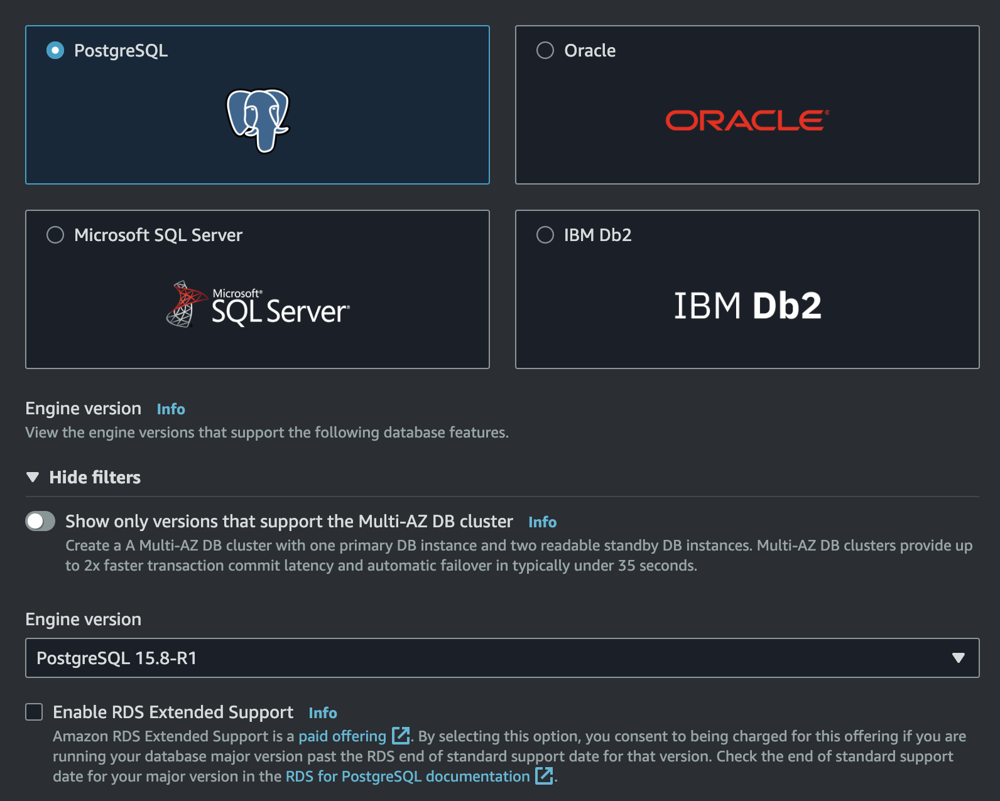 PostgreSQL
Oracle
ORACLE
Microsoft SQL Server
IBM Db2
Microsoft®
SQL Server®
IBM Db2
Engine version Info
View the engine versions that support the following database features.
Hide filters
Show only versions that support the Multi-AZ DB cluster Info
Create a A Multi-AZ DB cluster with one primary DB instance and two readable standby DB instances. Multi-AZ DB clusters provide up
to 2x faster transaction commit latency and automatic failover in typically under 35 seconds.
Engine version
PostgreSQL 15.8-R1
Enable RDS Extended Support Info
Amazon RDS Extended Support is a paid offering. By selecting this option, you consent to being charged for this offering if you are
running your database major version past the RDS end of standard support date for that version. Check the end of standard support
date for your major version in the RDS for PostgreSQL documentation.